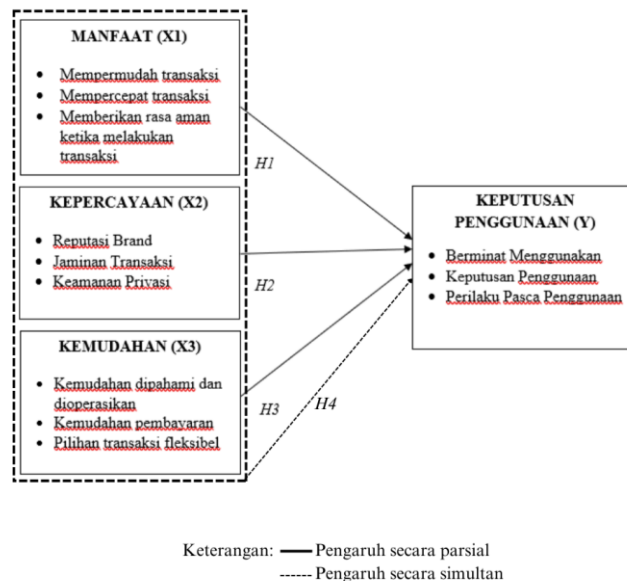 MANFAAT (X1)
• Mempermudah transaksi
• Mempercepat transaksi
• Memberikan rasa aman
ketika melakukan
transaksi
H1
KEPERCAYAAN (X2)
• Reputasi Brand
• Jaminan Transaksi
• Keamanan Privasi
H2
KEMUDAHAN (X3)
• Kemudahan dipahami dan
dioperasikan
• Kemudahan pembayaran
• Pilihan transaksi fleksibel
H3
H4
KEPUTUSAN
PENGGUNAAN (Y)
• Berminat Menggunakan
• Keputusan Penggunaan
• Perilaku Pasca Penggunaan
Keterangan: —— Pengaruh secara parsial
------ Pengaruh secara simultan